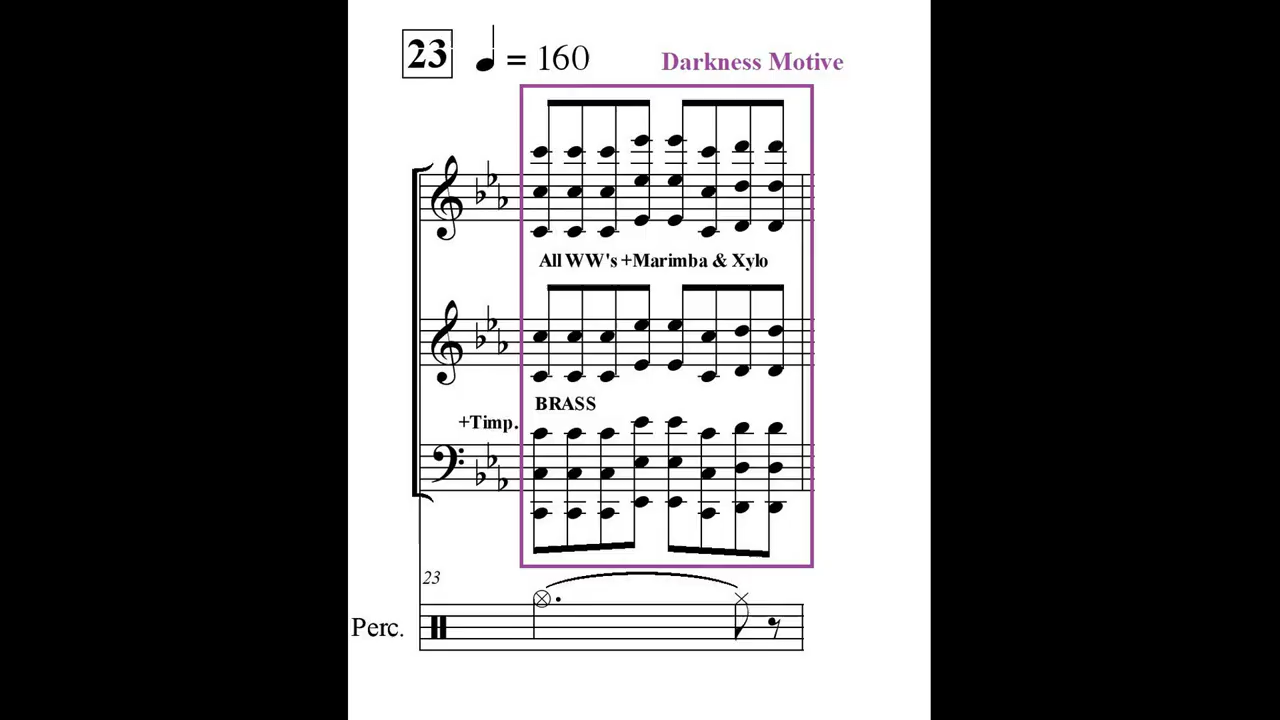 23 ♩ = 160 Darkness Motive
All WW's +Marimba & Xylo
BRASS
+Timp.
23
Perc.